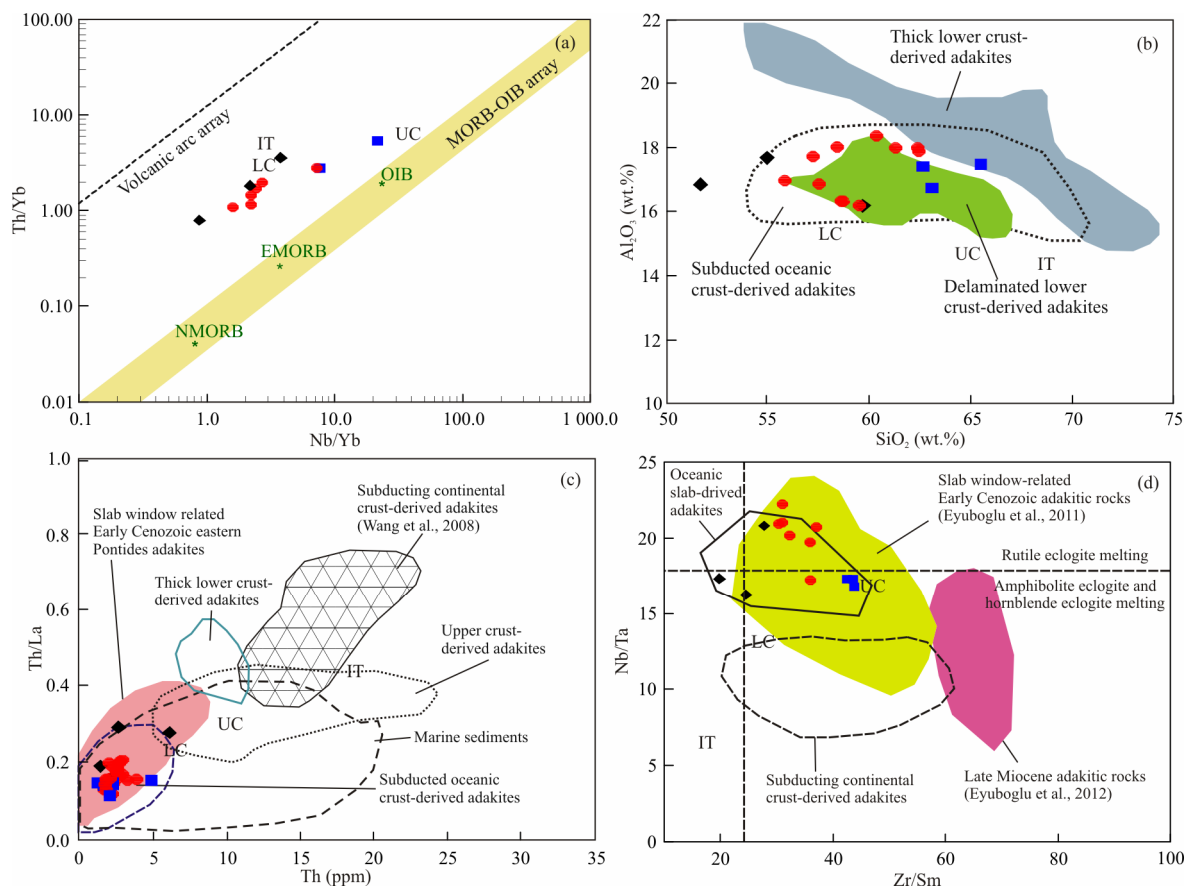 100.00
10.00
1.00
0.10
0.01
0.1
1.0
10.0
100.0
1 000.0
Th/Yb
Nb/Yb
(a)
Volcanic arc array
MORB-OIB array
IT
LC
UC
OIB
*
EMORB
*
NMORB
*
22
20
18
16
14
12
10
50
55
60
65
70
75
Al₂O₃ (wt.%)
SiO₂ (wt.%)
(b)
Thick lower crust-
derived adakites
LC
UC
IT
Subducted oceanic
crust-derived adakites
Delaminated lower
crust-derived adakites
1.0
0.8
0.6
0.4
0.2
0.0
0
5
10
15
20
25
30
35
Th/La
Th (ppm)
(c)
Subducting continental
crust-derived adakites
(Wang et al., 2008)
Slab window related
Early Cenozoic eastern
Pontides adakites
Thick lower crust-
derived adakites
Upper crust-
derived adakites
IT
UC
LC
Marine sediments
Subducted oceanic
crust-derived adakites
25
20
15
10
5
0
20
40
60
80
100
Nb/Ta
Zr/Sm
(d)
Oceanic
slab-drived
adakites
Slab window-related
Early Cenozoic adakitic rocks
(Eyuboglu et al., 2011)
Rutile eclogite melting
Amphibolite eclogite and
hornblende eclogite melting
UC
LC
IT
Subducting continental
crust-derived adakites
Late Miocene adakitic rocks
(Eyuboglu et al., 2012)